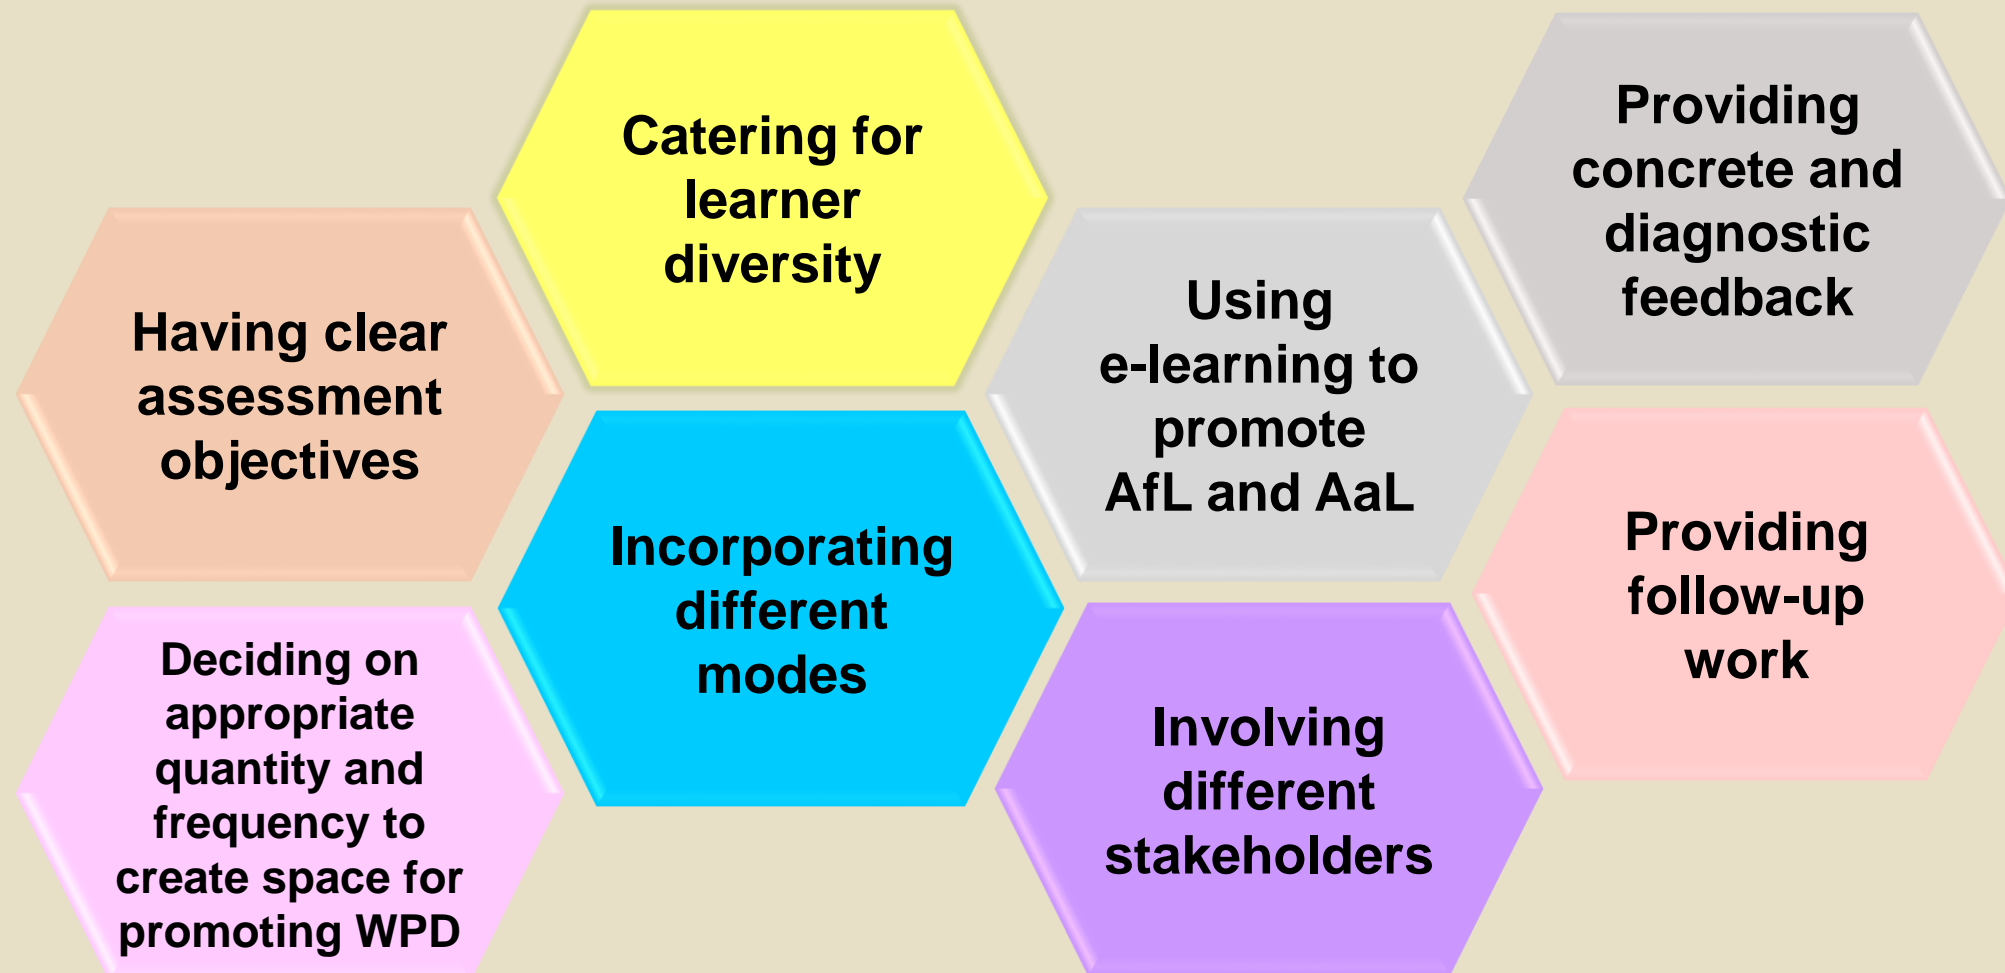 Having clear
assessment
objectives
Deciding on
appropriate
quantity and
frequency to
create space for
promoting WPD
Catering for
learner
diversity
Incorporating
different
modes
Using
e-learning to
promote
AfL and AaL
Involving
different
stakeholders
Providing
concrete and
diagnostic
feedback
Providing
follow-up
work